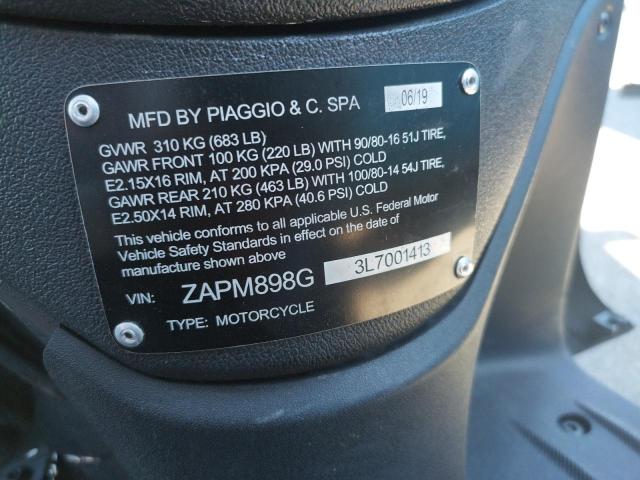 MFD BY PIAGGIO & C. SPA 06/19
GVWR 310 KG (683 LB)
GAWR FRONT 100 KG (220 LB) WITH 90/80-16 51J TIRE,
E2.15X16 RIM, AT 200 KPA (29.0 PSI) COLD
GAWR REAR 210 KG (463 LB) WITH 100/80-14 54J TIRE,
E2.50X14 RIM, AT 280 KPA (40.6 PSI) COLD
This vehicle conforms to all applicable U.S. Federal Motor
Vehicle Safety Standards in effect on the date of
manufacture shown above
VIN: ZAPM898G 3L7001413
TYPE: MOTORCYCLE